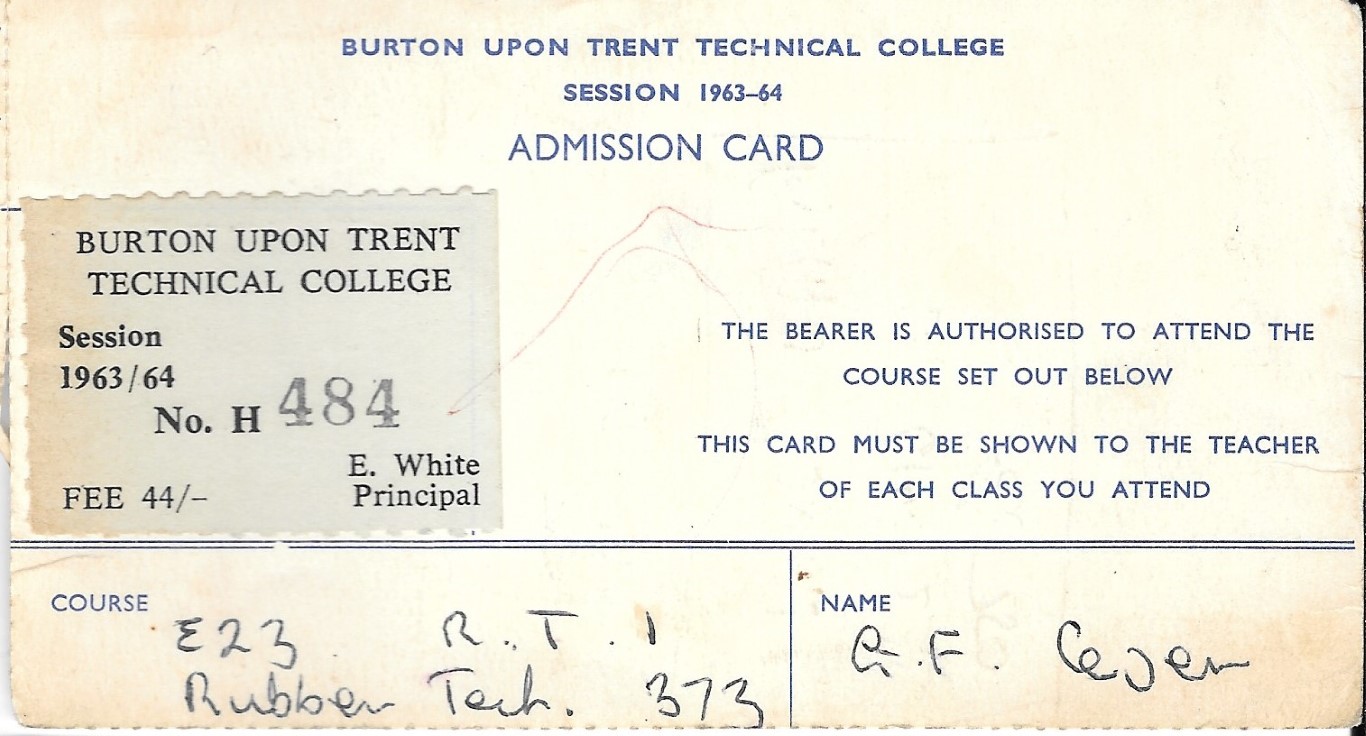 BURTON UPON TRENT TECHNICAL COLLEGE
SESSION 1963–64
ADMISSION CARD
BURTON UPON TRENT
TECHNICAL COLLEGE
Session
1963/64
No. H 484
E. White
FEE 44/– Principal
THE BEARER IS AUTHORISED TO ATTEND THE
COURSE SET OUT BELOW
THIS CARD MUST BE SHOWN TO THE TEACHER
OF EACH CLASS YOU ATTEND
COURSE
E23 R.T.1
Rubber Tech. 373
NAME
G.F.